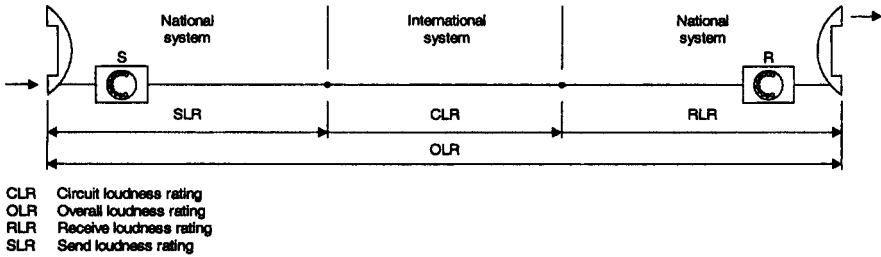 National system
International system
National system
S
R
SLR
CLR
RLR
OLR
CLR Circuit loudness rating
OLR Overall loudness rating
RLR Receive loudness rating
SLR Send loudness rating